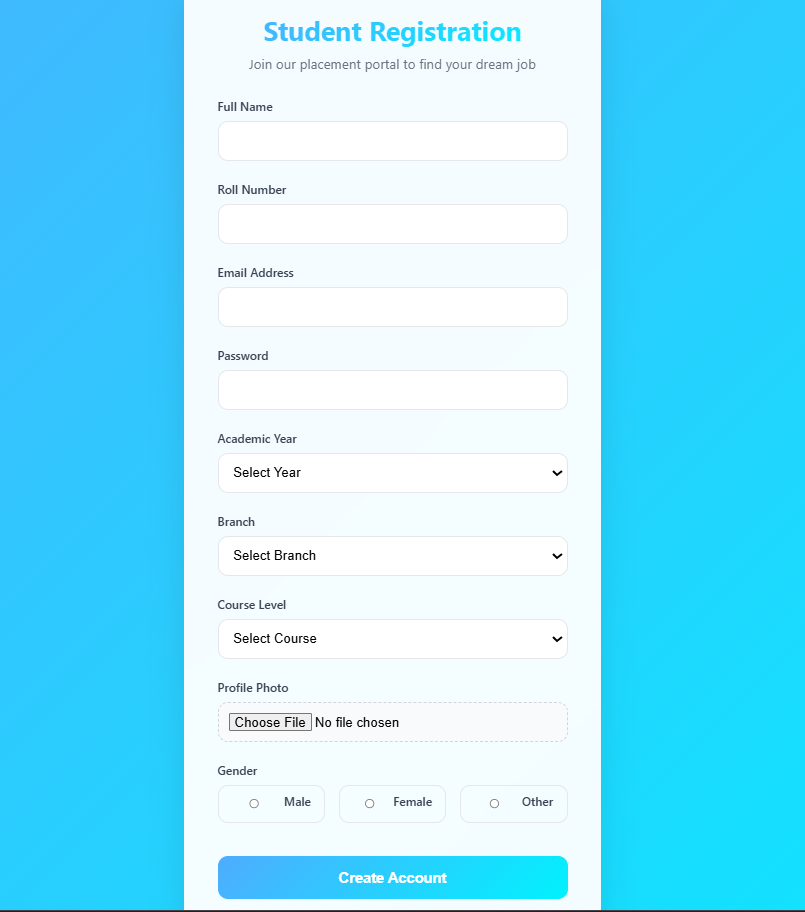 Student Registration
Join our placement portal to find your dream job
Full Name
Roll Number
Email Address
Password
Academic Year
Select Year
Branch
Select Branch
Course Level
Select Course
Profile Photo
Choose File No file chosen
Gender
Male Female Other
Create Account